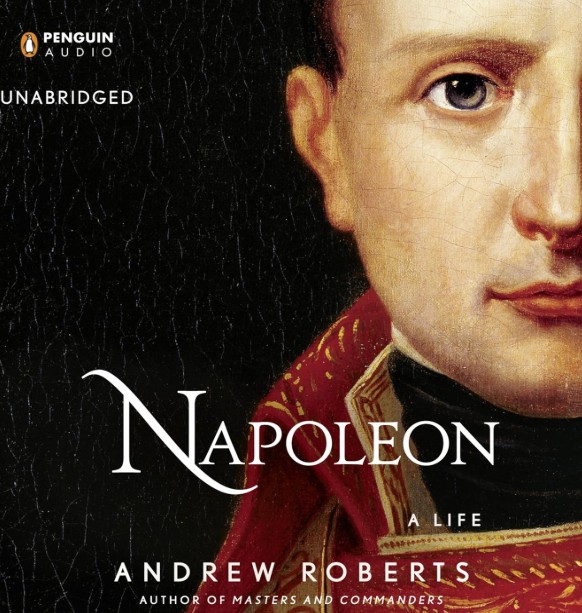 PENGUIN
AUDIO
UNABRIDGED
NAPOLEON
A LIFE
ANDREW ROBERTS
AUTHOR OF MASTERS AND COMMANDERS